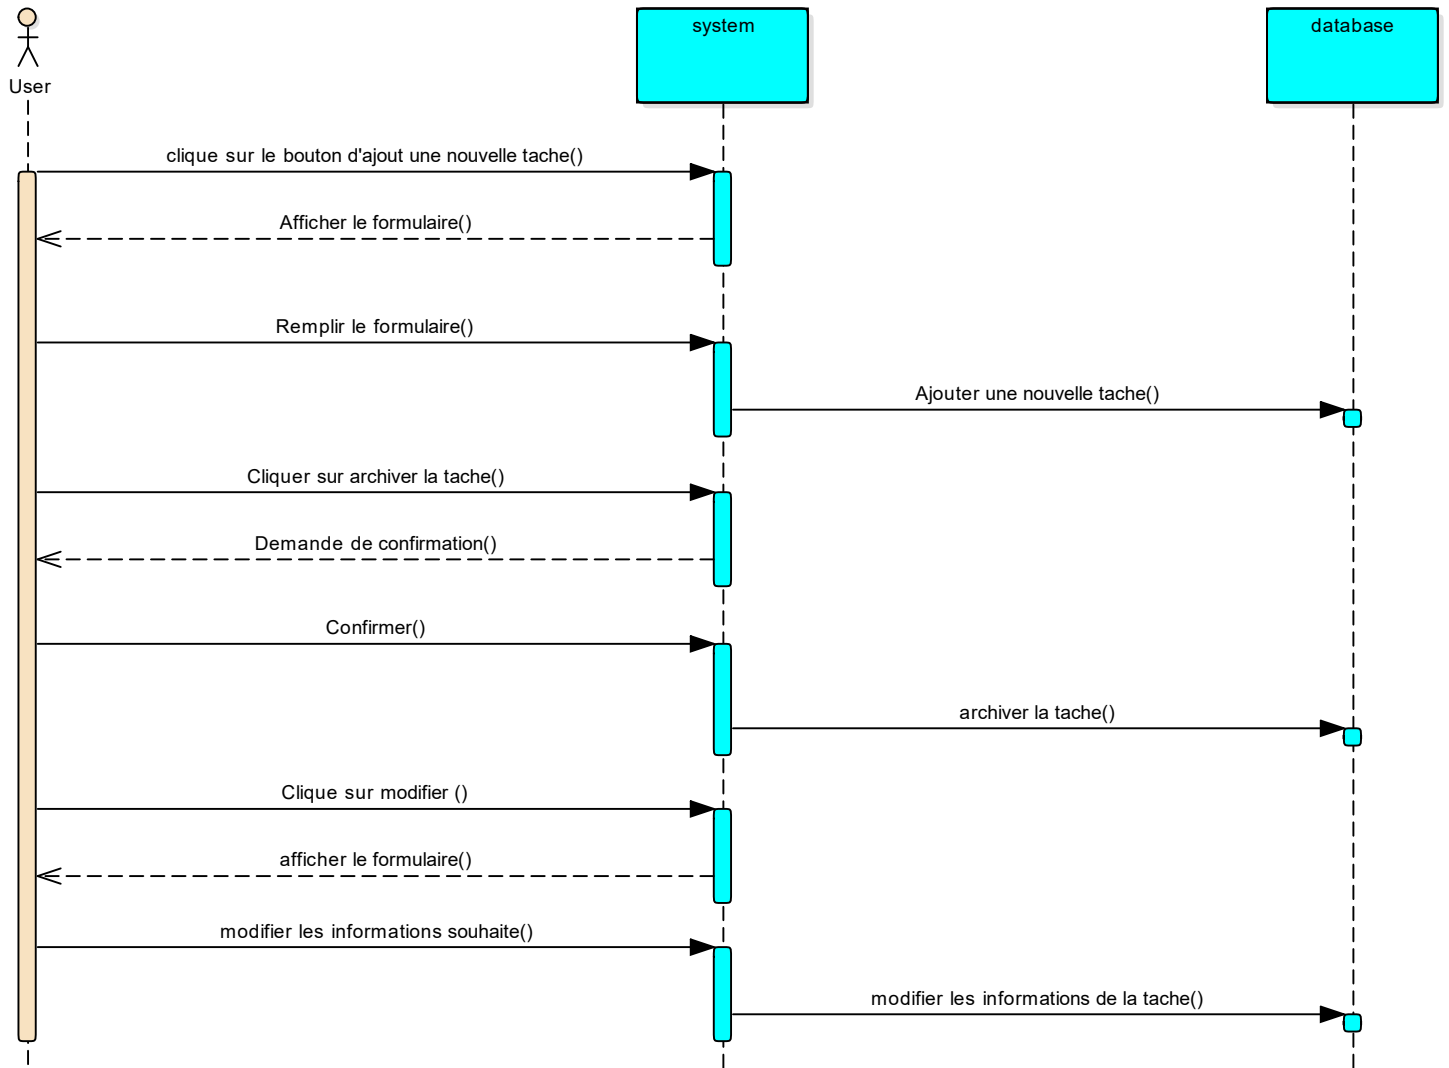 User
system
database
clique sur le bouton d'ajout une nouvelle tache()
Afficher le formulaire()
Remplir le formulaire()
Ajouter une nouvelle tache()
Cliquer sur archiver la tache()
Demande de confirmation()
Confirmer()
archiver la tache()
Clique sur modifier ()
afficher le formulaire()
modifier les informations souhaite()
modifier les informations de la tache()